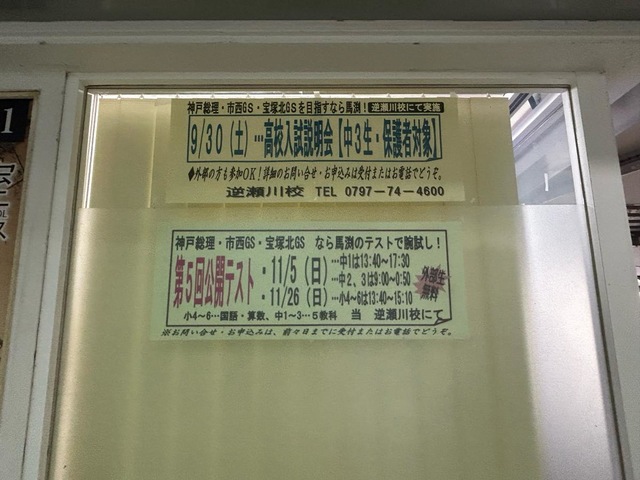 神戸総理・市西GS・宝塚北GSを目指すなら馬渕! 逆瀬川校にて実施
9/30(土)…高校入試説明会【中3生・保護者対象】
◆外部の方も参加OK!詳細のお問い合せ・お申込みは受付またはお電話でどうぞ。
逆瀬川校 TEL 0797-74-4600
神戸総理・市西GS・宝塚北GS なら馬渕のテストで腕試し!
第5回公開テスト
・11/5(日)…中1は13:40~17:30
…中2、3は9:00~0:50
・11/26(日)…小4~6は13:40~15:10
外部生
無料
小4~6…国語・算数、中1~3…5教科 当 逆瀬川校にて
※お問い合せ・お申込みは、前々日までに受付またはお電話でどうぞ。
1